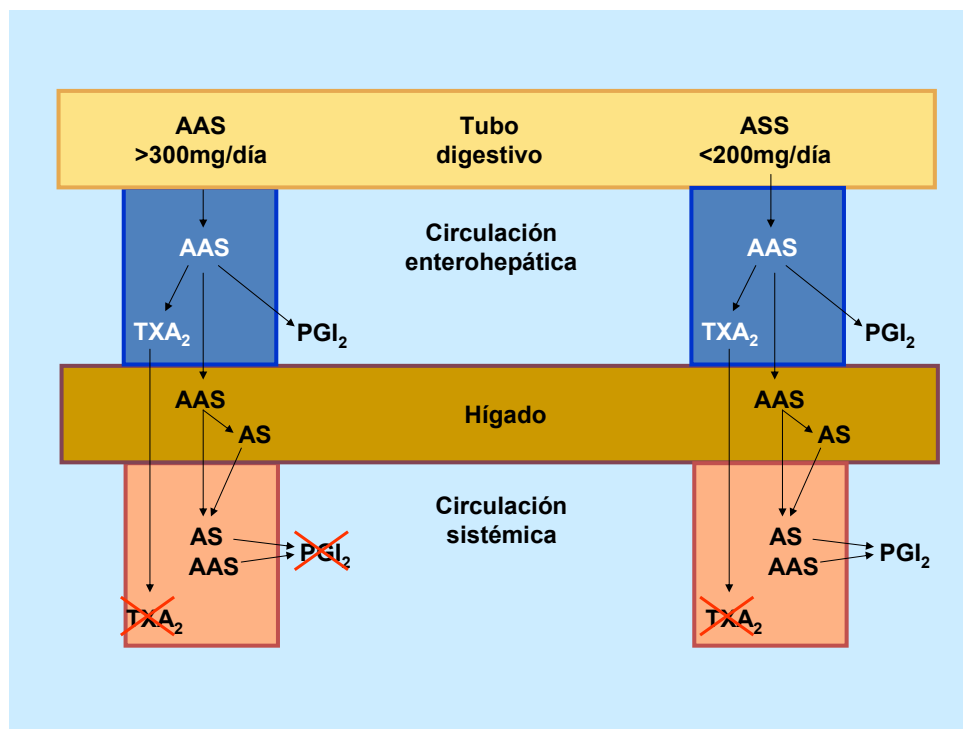 AAS
>300mg/día
Tubo
digestivo
ASS
<200mg/día
AAS
Circulación
enterohepática
AAS
TXA₂
PGI₂
TXA₂
PGI₂
AAS
AS
Hígado
AAS
AS
Circulación
sistémica
AS
AAS
PGI₂
TXA₂
AS
AAS
PGI₂
TXA₂